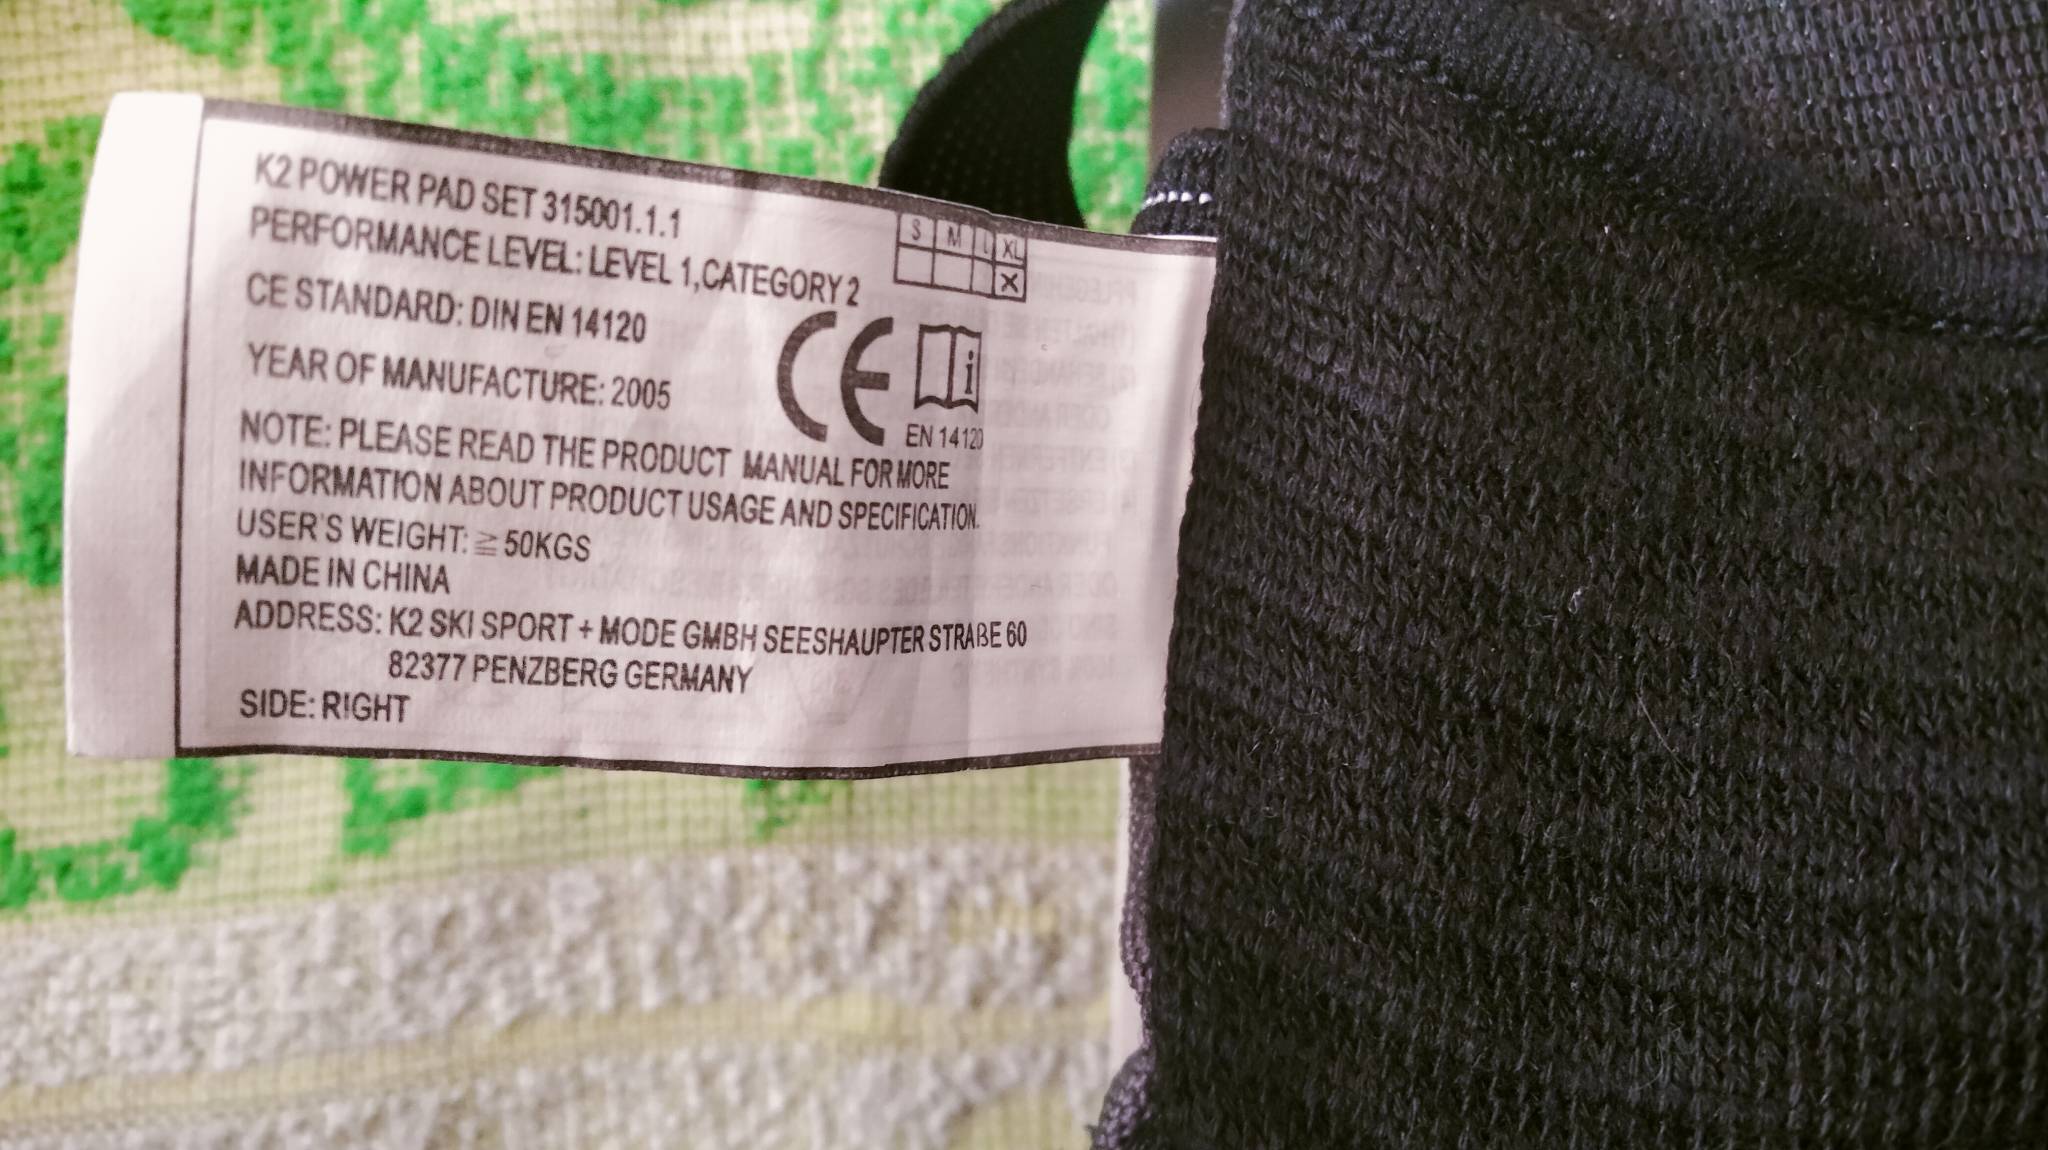 K2 POWER PAD SET 315001.1.1
PERFORMANCE LEVEL: LEVEL 1,CATEGORY 2
S M L XL
X
CE STANDARD: DIN EN 14120
CE
i
EN 14120
YEAR OF MANUFACTURE: 2005
NOTE: PLEASE READ THE PRODUCT MANUAL FOR MORE
INFORMATION ABOUT PRODUCT USAGE AND SPECIFICATION.
USER'S WEIGHT: ≧ 50KGS
MADE IN CHINA
ADDRESS: K2 SKI SPORT + MODE GMBH SEESHAUPTER STRAßE 60
82377 PENZBERG GERMANY
SIDE: RIGHT